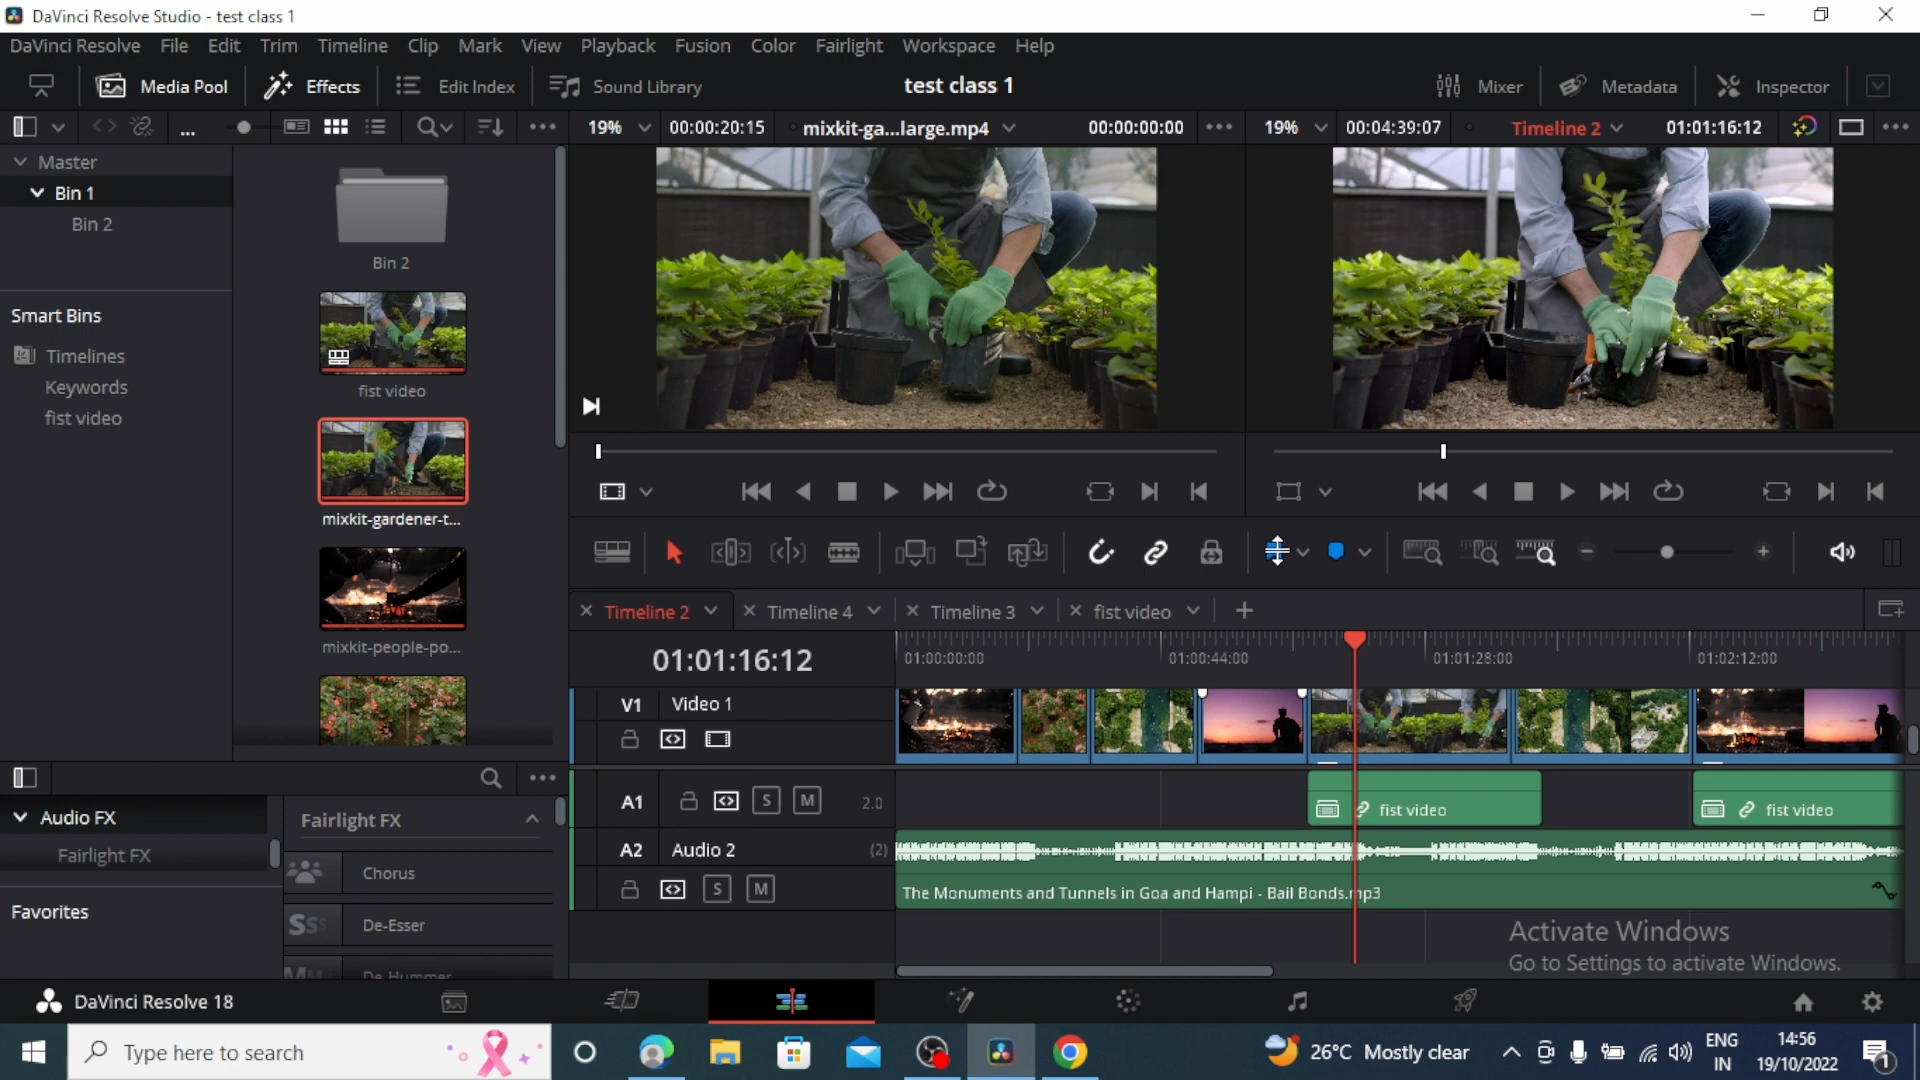 DaVinci Resolve Studio - test class 1
DaVinci Resolve File Edit Trim Timeline Clip Mark View Playback Fusion Color Fairlight Workspace Help
Media Pool Effects Edit Index Sound Library test class 1 Mixer Metadata Inspector
... 19% 00:00:20:15 mixkit-ga...large.mp4 00:00:00:00 19% 00:04:39:07 Timeline 2 01:01:16:12
Master
Bin 1
Bin 2
Bin 2
Smart Bins
Timelines
Keywords
fist video
fist video
mixkit-gardener-t...
mixkit-people-po...
Timeline 2 Timeline 4 Timeline 3 fist video
01:01:16:12 01:00:00:00 01:00:44:00 01:01:28:00 01:02:12:00
V1 Video 1
A1 S M 2.0 fist video fist video
A2 Audio 2 (2)
S M The Monuments and Tunnels in Goa and Hampi - Bail Bonds.mp3
Audio FX
Fairlight FX
Favorites
Fairlight FX
Chorus
De-Esser
De-Hummer
Activate Windows
Go to Settings to activate Windows.
DaVinci Resolve 18
Type here to search 26°C Mostly clear ENG IN 14:56 19/10/2022 1